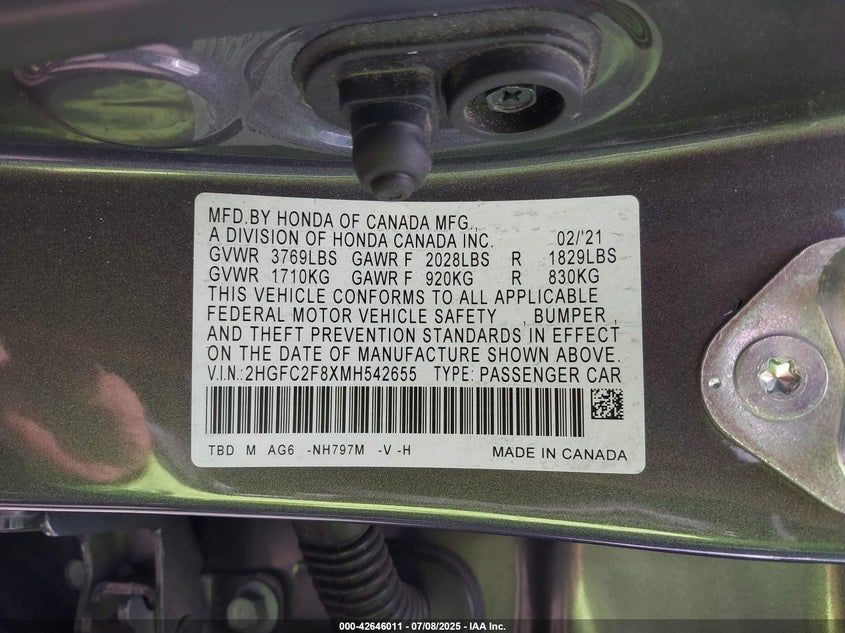 MFD.BY HONDA OF CANADA MFG.,
A DIVISION OF HONDA CANADA INC. 02/'21
GVWR 3769LBS GAWR F 2028LBS R 1829LBS
GVWR 1710KG GAWR F 920KG R 830KG
THIS VEHICLE CONFORMS TO ALL APPLICABLE
FEDERAL MOTOR VEHICLE SAFETY , BUMPER ,
AND THEFT PREVENTION STANDARDS IN EFFECT
ON THE DATE OF MANUFACTURE SHOWN ABOVE.
V.I.N.: 2HGFC2F8XMH542655 TYPE: PASSENGER CAR
TBD M AG6 -NH797M -V -H MADE IN CANADA
000-42646011 - 07/08/2025 - IAA Inc.